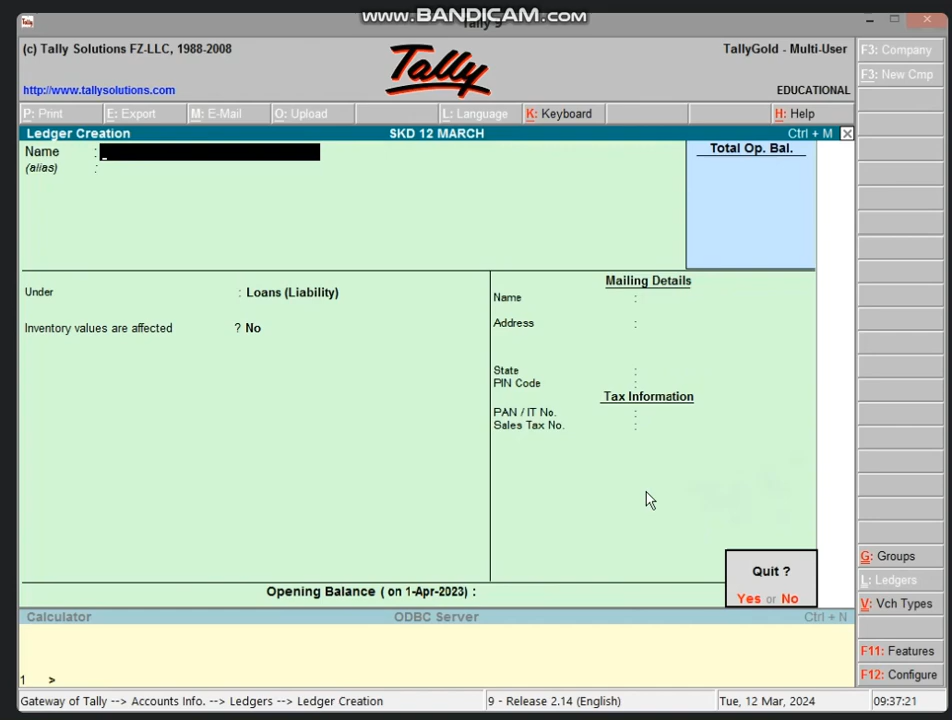 www.BANDICAM.com
Tally 9
(c) Tally Solutions FZ-LLC, 1988-2008
Tally
TallyGold - Multi-User
http://www.tallysolutions.com
EDUCATIONAL
P: Print E: Export M: E-Mail O: Upload L: Language K: Keyboard H: Help
Ledger Creation SKD 12 MARCH Ctrl + M
Name :
(alias) :
Total Op. Bal.
Under : Loans (Liability)
Inventory values are affected ? No
Mailing Details
Name :
Address :
State :
PIN Code :
Tax Information
PAN / IT No. :
Sales Tax No. :
Quit ?
Yes or No
Opening Balance ( on 1-Apr-2023) :
Calculator ODBC Server Ctrl + N
1 >
Gateway of Tally --> Accounts Info. --> Ledgers --> Ledger Creation 9 - Release 2.14 (English) Tue, 12 Mar, 2024 09:37:21
F3: Company
F3: New Cmp
G: Groups
L: Ledgers
V: Vch Types
F11: Features
F12: Configure